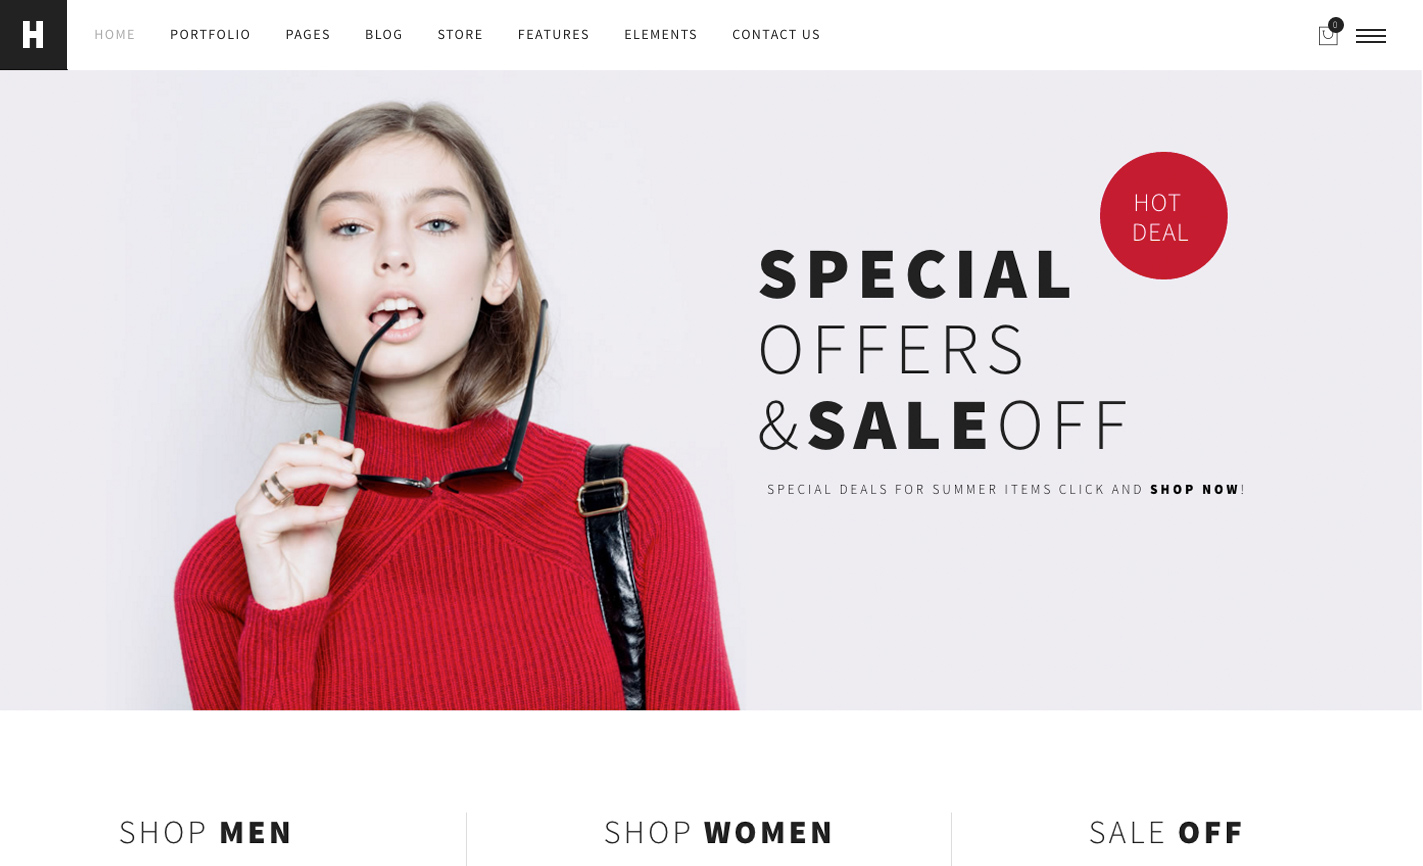 H
HOME PORTFOLIO PAGES BLOG STORE FEATURES ELEMENTS CONTACT US
0
HOT
DEAL
SPECIAL
OFFERS
&SALEOFF
SPECIAL DEALS FOR SUMMER ITEMS CLICK AND SHOP NOW!
SHOP MEN
SHOP WOMEN
SALE OFF